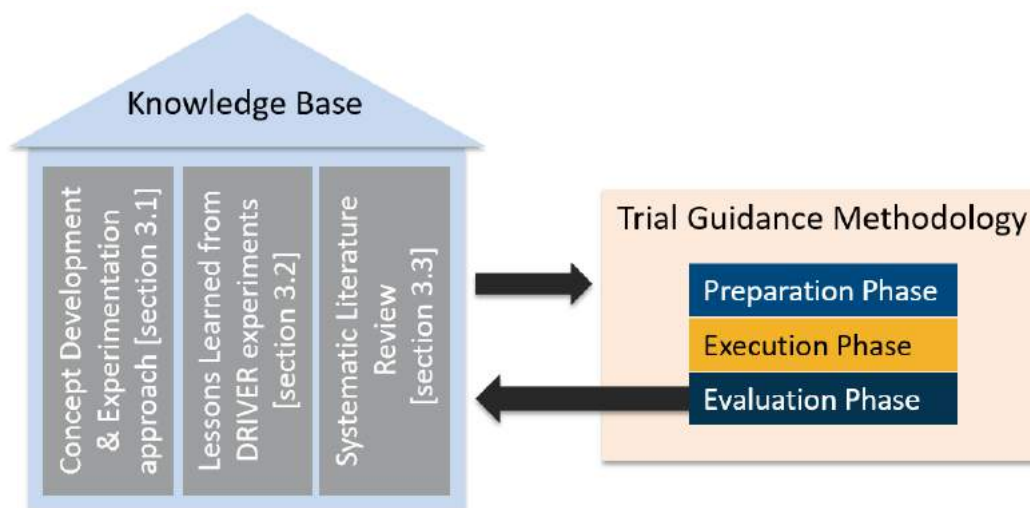 Knowledge Base
Concept Development
& Experimentation
approach [section 3.1]
Lessons Learned from
DRIVER experiments
[section 3.2]
Systematic Literature
Review
[section 3.3]
Trial Guidance Methodology
Preparation Phase
Execution Phase
Evaluation Phase